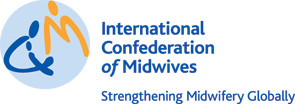 International
Confederation
of Midwives
Strengthening Midwifery Globally